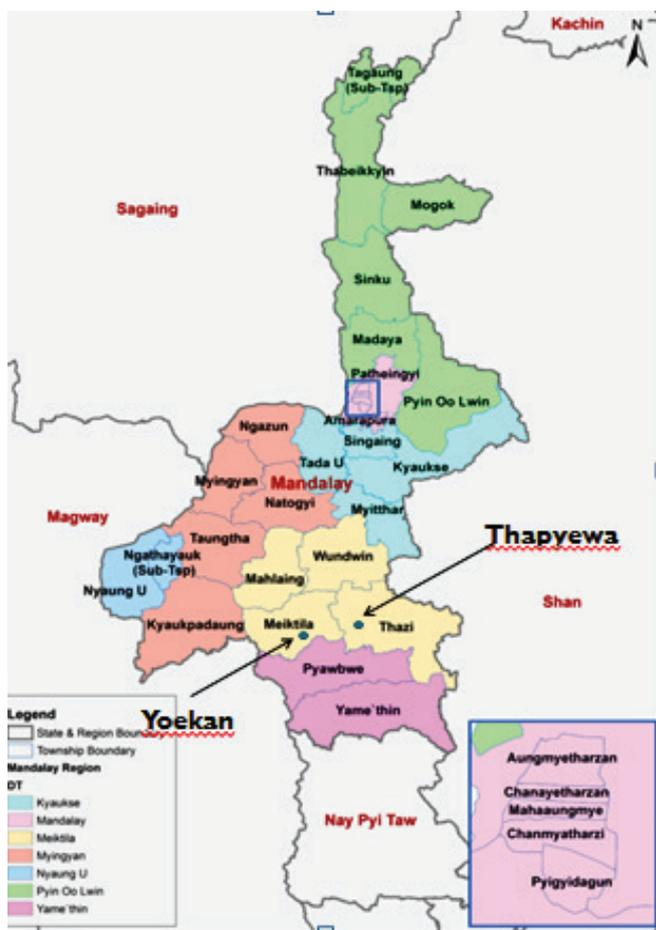 Kachin
N
Tagaung
(Sub-Tsp)
Thabeikkyin
Mogok
Sagaing
Sinku
Madaya
Patheingyi
Pyin Oo Lwin
Amarapura
Ngazun
Singaing
Tada U
Kyaukse
Myingyan
Mandalay
Natogyi
Magway
Myitthar
Taungtha
Thapyewa
Ngathayauk
(Sub-Tsp)
Wundwin
Mahlaing
Nyaung U
Shan
Kyaukpadaung
Meiktila
Thazi
Pyawbwe
Yoekan
Yame`thin
Legend
State & Region Boundary
Township Boundary
Mandalay Region
DT
Kyaukse
Mandalay
Meiktila
Myingyan
Nyaung U
Pyin Oo Lwin
Yame`thin
Nay Pyi Taw
Aungmyetharzan
Chanayetharzan
Mahaaungmye
Chanmyatharzi
Pyigyidagun